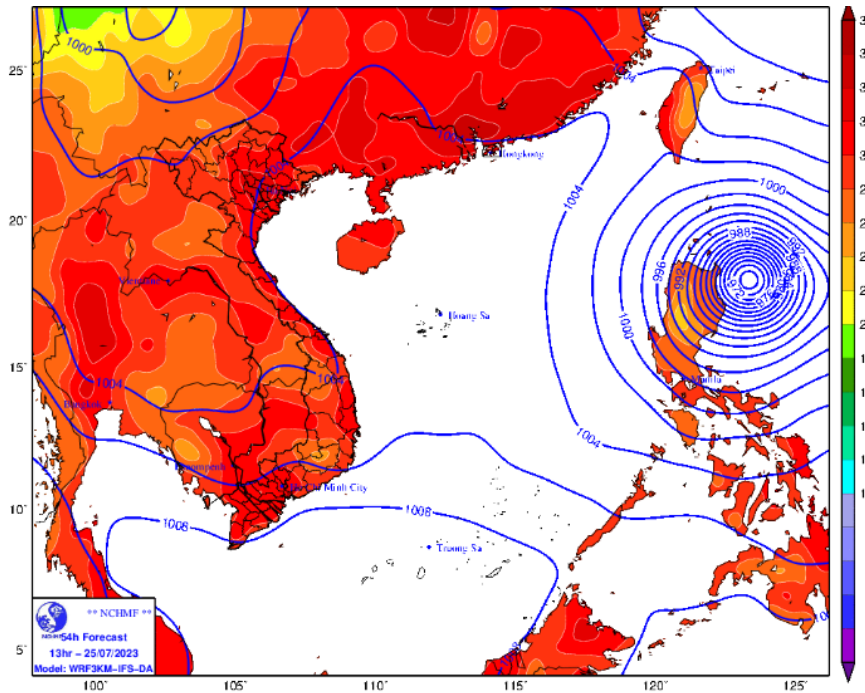 25°
20°
15°
10°
5°
100°
105°
110°
115°
120°
125°
1000
1004
1004
1004
1004
1004
1004
1008
1008
1000
1000
996
992
988
972
Taipei
Hongkong
Vientiane
Hoang Sa
Manila
Bangkok
Phnompenh
Ho Chi Minh City
Truong Sa
** NCHMF **
54h Forecast
13hr – 25/07/2023
Model: WRF3KM–IFS–DA